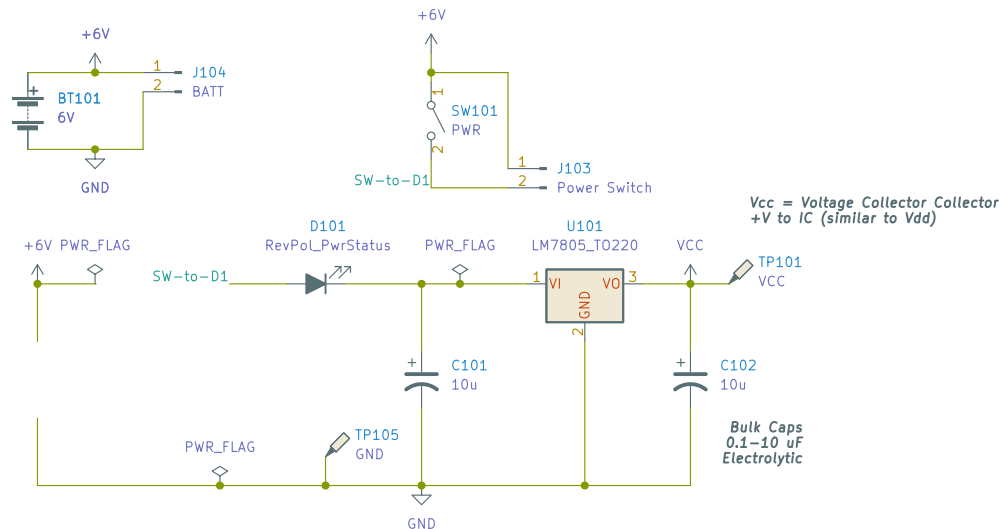 +6V
1
J104
2
BATT
+
BT101
6V
GND
+6V
1
SW101
PWR
2
SW-to-D1
1
J103
2
Power Switch
Vcc = Voltage Collector Collector
+V to IC (similar to Vdd)
+6V
PWR_FLAG
SW-to-D1
D101
RevPol_PwrStatus
PWR_FLAG
U101
LM7805_TO220
1
VI
VO
3
GND
2
VCC
TP101
VCC
+
C101
10u
+
C102
10u
PWR_FLAG
TP105
GND
GND
Bulk Caps
0.1-10 uF
Electrolytic